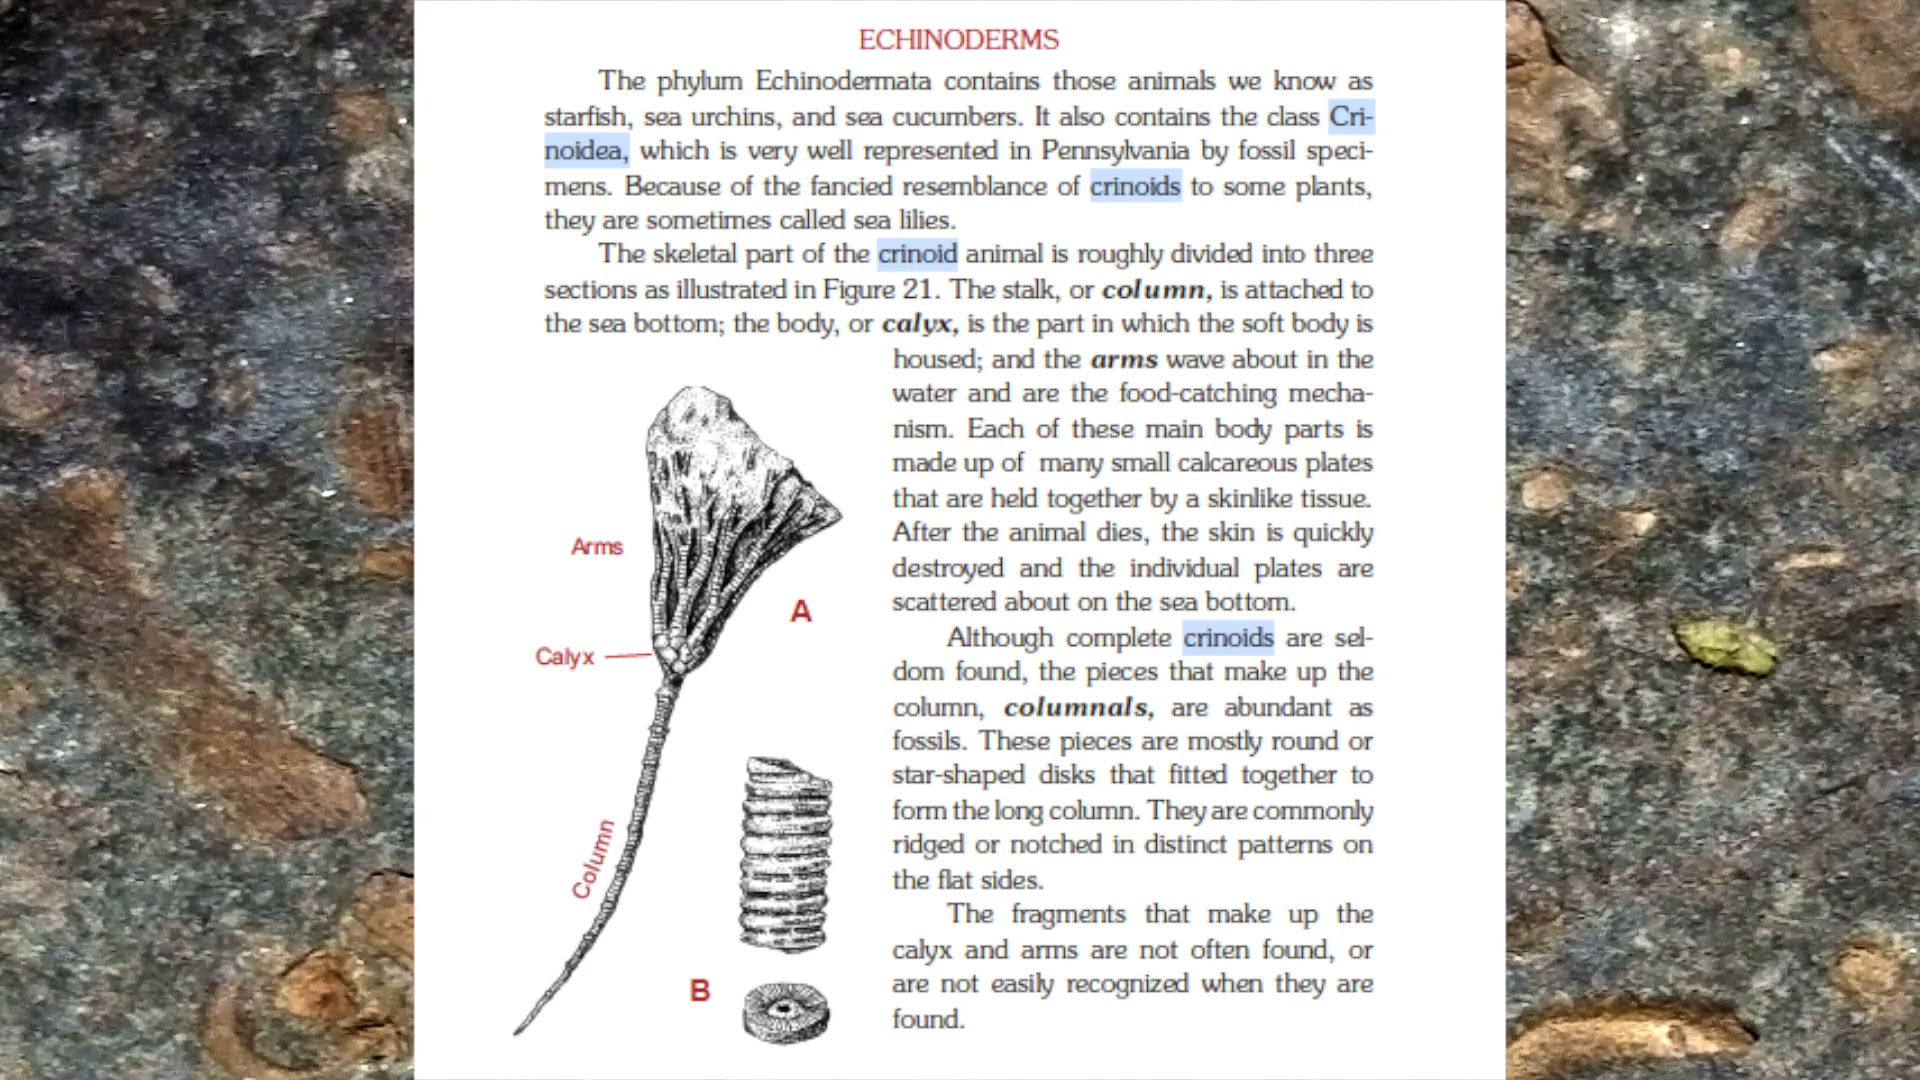 ECHINODERMS
The phylum Echinodermata contains those animals we know as
starfish, sea urchins, and sea cucumbers. It also contains the class Cri-
noidea, which is very well represented in Pennsylvania by fossil speci-
mens. Because of the fancied resemblance of crinoids to some plants,
they are sometimes called sea lilies.
The skeletal part of the crinoid animal is roughly divided into three
sections as illustrated in Figure 21. The stalk, or column, is attached to
the sea bottom; the body, or calyx, is the part in which the soft body is
housed; and the arms wave about in the
water and are the food-catching mecha-
nism. Each of these main body parts is
made up of many small calcareous plates
that are held together by a skinlike tissue.
After the animal dies, the skin is quickly
destroyed and the individual plates are
scattered about on the sea bottom.
Although complete crinoids are sel-
dom found, the pieces that make up the
column, columnals, are abundant as
fossils. These pieces are mostly round or
star-shaped disks that fitted together to
form the long column. They are commonly
ridged or notched in distinct patterns on
the flat sides.
The fragments that make up the
calyx and arms are not often found, or
are not easily recognized when they are
found.
Arms
A
Calyx
Column
B